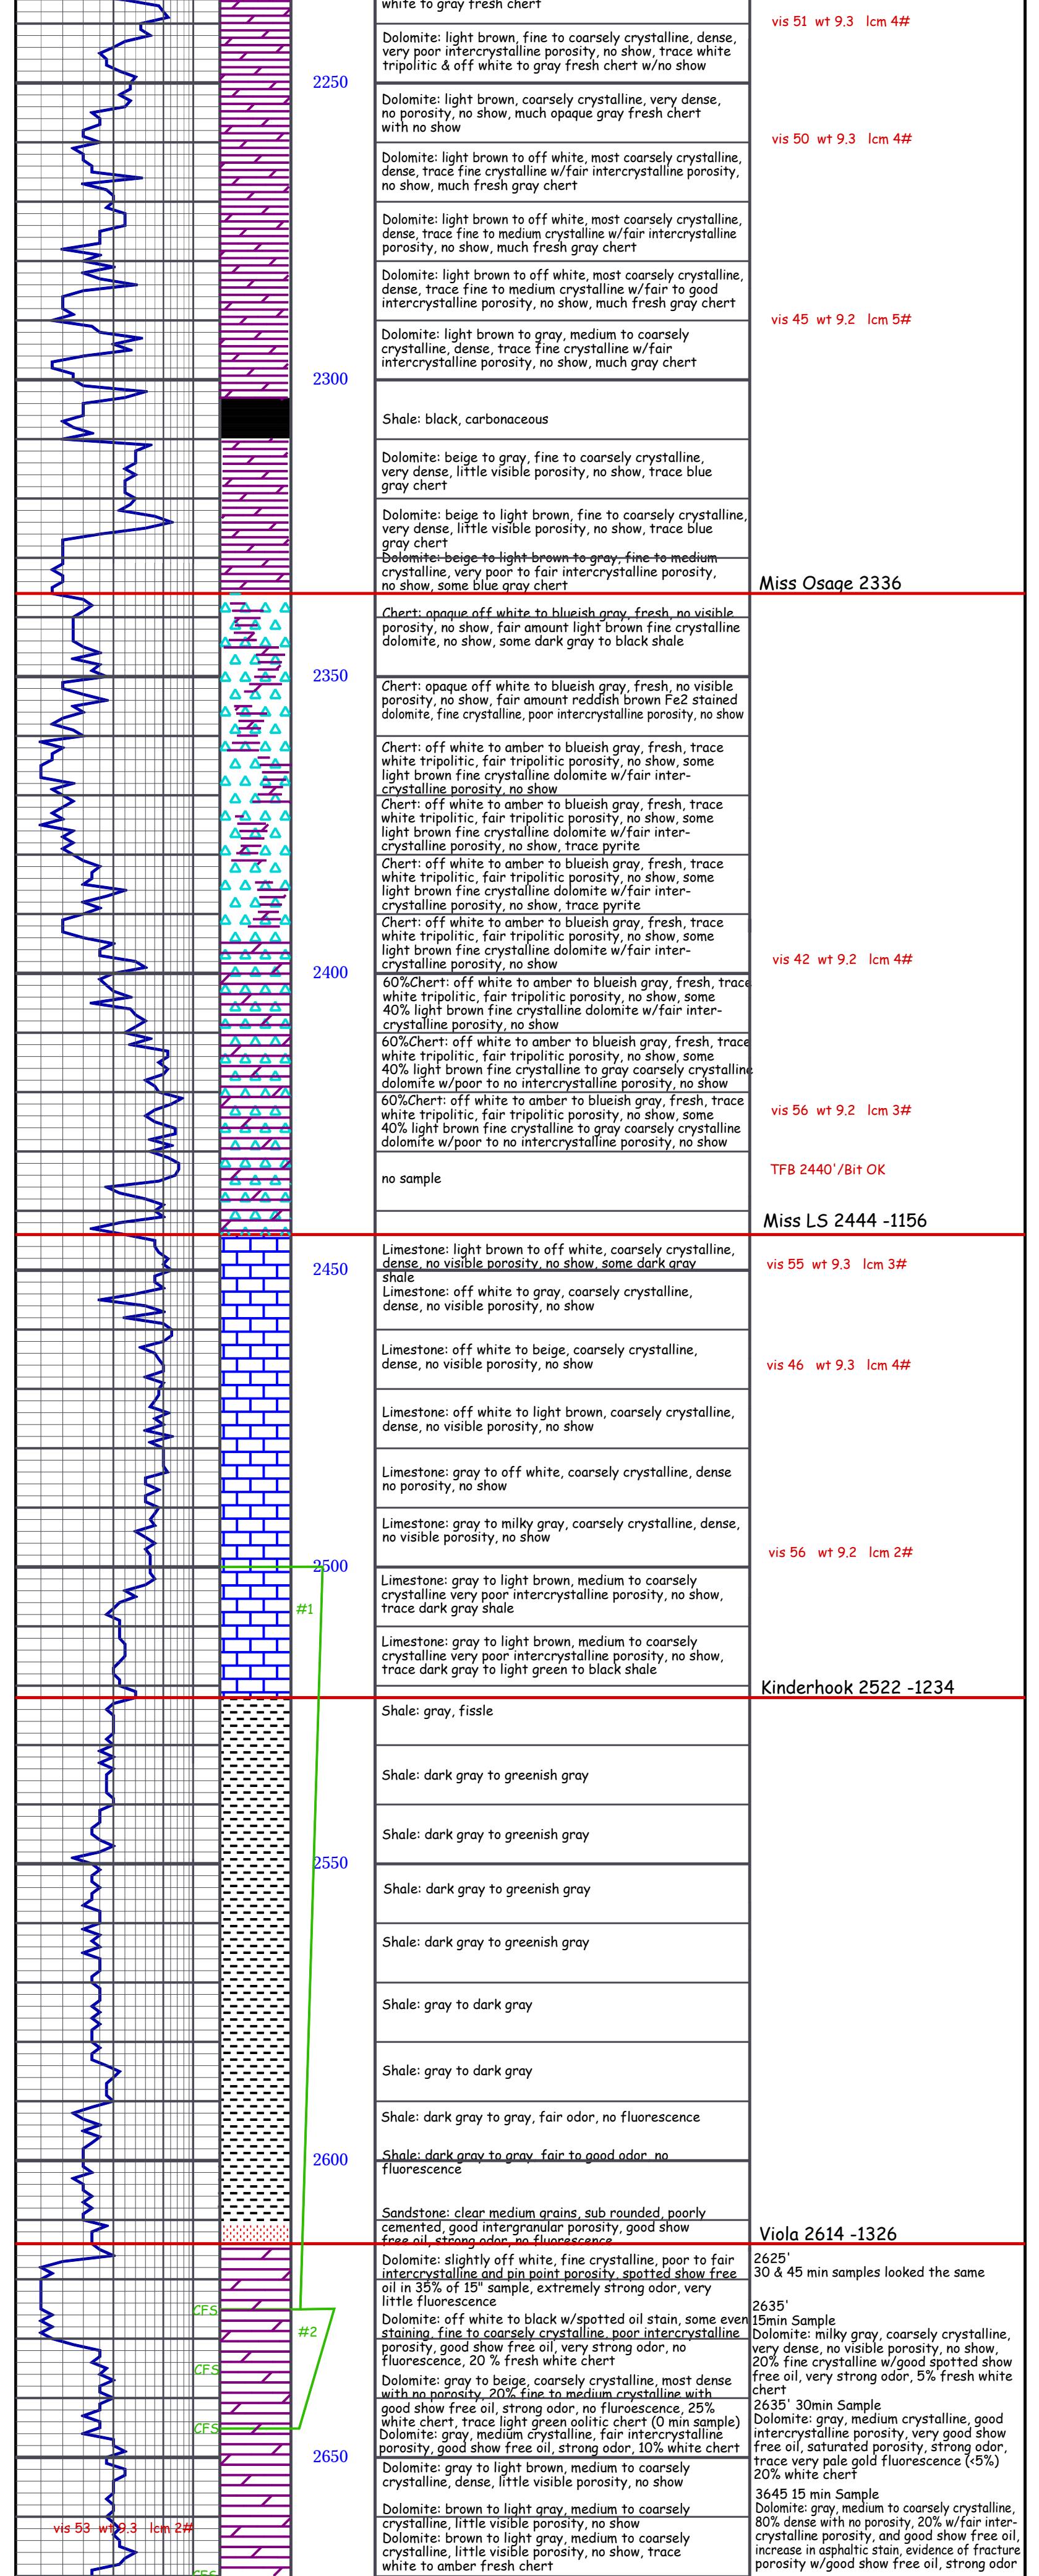 white to gray fresh chert
vis 51  wt 9.3   lcm 4#
Dolomite: light brown, fine to coarsely crystalline, dense,
very poor intercrystline porosity, no show, trace white
tripolitic & off white to gray fresh chert w/no show
2250
Dolomite: light brown, coarsely crystalline, very dense,
no porosity, no show, much opaque gray fresh chert
with no show
vis 50  wt 9.3   lcm 4#
Dolomite: light brown to off white, most coarsely crystalline,
dense, trace fine crystalline w/fair intercrystline porosity,
no show, much fresh gray chert
Dolomite: light brown to off white, most coarsely crystalline,
dense, trace fine to medium crystalline w/fair intercrystlline
porosity, no show, much fresh gray chert
Dolomite: light brown to off white, most coarsely crystalline,
dense, trace fine to medium crystalline w/fair to good
intercrystalline porosity, no show, much fresh gray chert
vis 45  wt 9.2   lcm 5#
Dolomite: light brown to gray, medium to coarsely
crystalline, dense, trace fine crystalline w/fair
intercrystalline porosity, no show, much gray chert
2300
Shale: black, carbonaceous
Dolomite: beige to gray, fine to coarsely crystalline,
very dense, little visible porosity, no show, trace blue
gray chert
Dolomite: beige to light brown, fine to coarsely crystalline,
very dense, little visible porosity, no show, trace blue
gray chert
Dolomite: beige to light brown to gray, fine to medium
crystalline, very poor to fair intercrystalline porosity,
no show, some blue gray chert
Miss Osage 2336
Chert: opaque off white to blueish gray, fresh, no visible
porosity, no show, fair amount light brown fine crystalline
dolomite, no show, some dark gray to black shale
2350
Chert: opaque off white to blueish gray, fresh, no visible
porosity, no show, fair amount reddish brown Fe2 stained
dolomite, fine crystalline, poor intercrystalline porosity, no show
Chert: off white to amber to blueish gray, fresh, trace
white tripolitic, fair tripolitic porosity, no show, some
light brown fine crystalline dolomite w/fair inter-
crystalline porosity, no show
Chert: off white to amber to blueish gray, fresh, trace
white tripolitic, fair tripolitic porosity, no show, some
light brown fine crystalline dolomite w/fair inter-
crystalline porosity, no show, trace pyrite
Chert: off white to amber to blueish gray, fresh, trace
white tripolitic, fair tripolitic porosity, no show, some
light brown fine crystalline dolomite w/fair inter-
crystalline porosity, no show, trace pyrite
Chert: off white to amber to blueish gray, fresh, trace
white tripolitic, fair tripolitic porosity, no show, some
light brown fine crystalline dolomite w/fair inter-
crystalline porosity, no show
vis 42  wt 9.2   lcm 4#
2400
60%Chert: off white to amber to blueish gray, fresh, trace
white tripolitic, fair tripolitic porosity, no show, some
40% light brown fine crystalline dolomite w/fair inter-
crystalline porosity, no show
60%Chert: off white to amber to blueish gray, fresh, trace
white tripolitic, fair tripolitic porosity, no show, some
40% light brown fine crystalline to gray coarsely crystalline
dolomite w/poor to no intercrystalline porosity, no show
60%Chert: off white to amber to blueish gray, fresh, trace
white tripolitic, fair tripolitic porosity, no show, some
40% light brown fine crystalline to gray coarsely crystalline
dolomite w/poor to no intercrystalline porosity, no show
vis 56  wt 9.2   lcm 3#
TFB 2440'/Bit OK
no sample
Miss LS 2444 -1156
Limestone: light brown to off white, coarsely crystalline,
dense, no visible porosity, no show, some dark gray
shale
vis 55  wt 9.3   lcm 3#
2450
Limestone: off white to gray, coarsely crystalline,
dense, no visible porosity, no show
Limestone: off white to beige, coarsely crystalline,
dense, no visible porosity, no show
vis 46   wt 9.3   lcm 4#
Limestone: off white to light brown, coarsely crystalline,
dense, no visible porosity, no show
Limestone: gray to off white, coarsely crystalline, dense
no porosity, no show
Limestone: gray to milky gray, coarsely crystalline, dense,
no visible porosity, no show
vis 56   wt 9.2   lcm 2#
2500
#1
Limestone: gray to light brown, medium to coarsely
crystalline very poor intercrystline porosity, no show,
trace dark gray shale
Limestone: gray to light brown, medium to coarsely
crystalline very poor intercrystline porosity, no show,
trace dark gray to light green to black shale
Kinderhook 2522 -1234
Shale: gray, fissle
Shale: dark gray to greenish gray
Shale: dark gray to greenish gray
2550
Shale: dark gray to greenish gray
Shale: dark gray to greenish gray
Shale: gray to dark gray
Shale: gray to dark gray
Shale: dark gray to gray, fair odor, no fluorescence
Shale: dark gray to gray, fair to good odor, no
fluorescence
2600
Sandstone: clear medium grains, sub rounded, poorly
cemented, good intergranular porosity, good show
free oil, strong odor, no fluorescence
Viola 2614 -1326
Dolomite: slightly off white, fine crystalline, poor to fair
intercrystline and pin point porosity, spotted show free
oil in 35% of 15" sample, extremely strong odor, very
little fluorescence
2625'
30 & 45 min samples looked the same
CFS
#2
Dolomite: off white to black w/spotted oil stain, some even
staining, fine to coarsely crystalline, poor intercrystline
porosity, good show free oil, very strong odor, no
fluorescence, 20 % fresh white chert
2635'
15min Sample
Dolomite: milky gray, coarsely crystalline,
very dense, no visible porosity, no show,
20% fine crystalline w/good spotted show
free oil, very strong odor, 5% fresh white
chert
CFS
Dolomite: gray to beige, coarsely crystalline, most dense
with no porosity, 20% fine to medium crystalline with
good show free oil, strong odor, no fluorescence, 25%
white chert, trace light green oolitic chert (0 min sample)
CFS
Dolomite: gray, medium crystalline, fair intercrystalline
porosity, good show free oil, strong odor, 10% white chert
2635' 30min Sample
Dolomite: gray, medium crystalline, good
intercrystalline porosity, very good show
free oil, saturated porosity, strong odor,
trace very pale gold fluorescence (<5%)
20% white chert
2650
Dolomite: gray to light brown, medium to coarsely
crystalline, dense, little visible porosity, no show
Dolomite: brown to light gray, medium to coarsely
crystalline, little visible porosity, no show
Dolomite: brown to light gray, medium to coarsely
crystalline, little visible porosity, no show, trace
white to amber fresh chert
3645 15 min Sample
Dolomite: gray, medium to coarsely crystalline,
80% dense with no porosity, 20% w/fair inter-
crystalline porosity, and good show free oil,
increase in asphaltic stain, evidence of fracture
porosity w/good show free oil, strong odor
vis 53  wt 9.3   lcm 2#
CFS